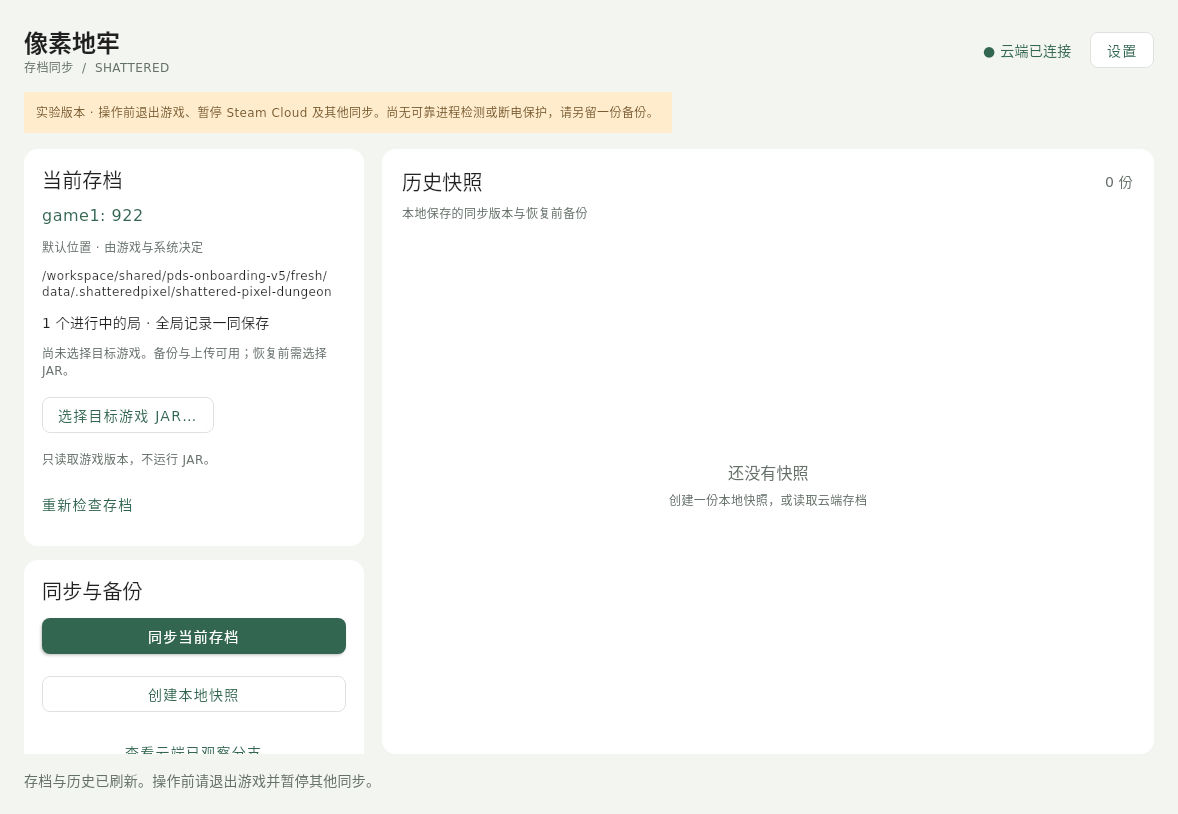 像素地牢
存档同步 / SHATTERED
● 云端已连接
设置
实验版本 · 操作前退出游戏、暂停 Steam Cloud 及其他同步。尚无可靠进程检测或断电保护，请另留一份备份。
当前存档
game1: 922
默认位置 · 由游戏与系统决定
/workspace/shared/pds-onboarding-v5/fresh/
data/.shatteredpixel/shattered-pixel-dungeon
1 个进行中的局 · 全局记录一同保存
尚未选择目标游戏。备份与上传可用；恢复前需选择
JAR。
选择目标游戏 JAR…
只读取游戏版本，不运行 JAR。
重新检查存档
同步与备份
同步当前存档
创建本地快照
查看云端已观察分支
历史快照
0 份
本地保存的同步版本与恢复前备份
还没有快照
创建一份本地快照，或读取云端存档
存档与历史已刷新。操作前请退出游戏并暂停其他同步。